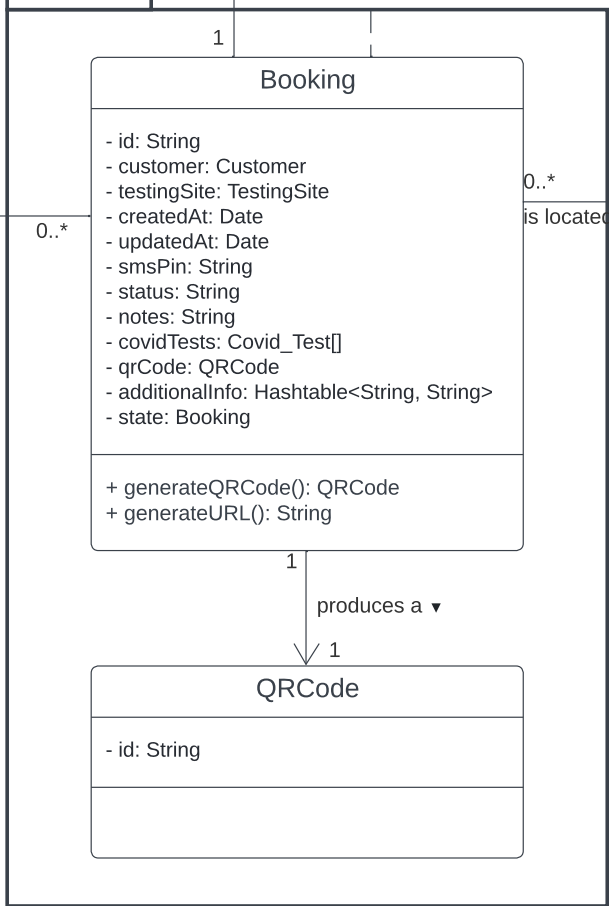 1
Booking
- id: String
- customer: Customer
- testingSite: TestingSite
- createdAt: Date
- updatedAt: Date
- smsPin: String
- status: String
- notes: String
- covidTests: Covid_Test[]
- qrCode: QRCode
- additionalInfo: Hashtable<String, String>
- state: Booking
0..*
0..*
is located
+ generateQRCode(): QRCode
+ generateURL(): String
1
produces a ▼
1
QRCode
- id: String